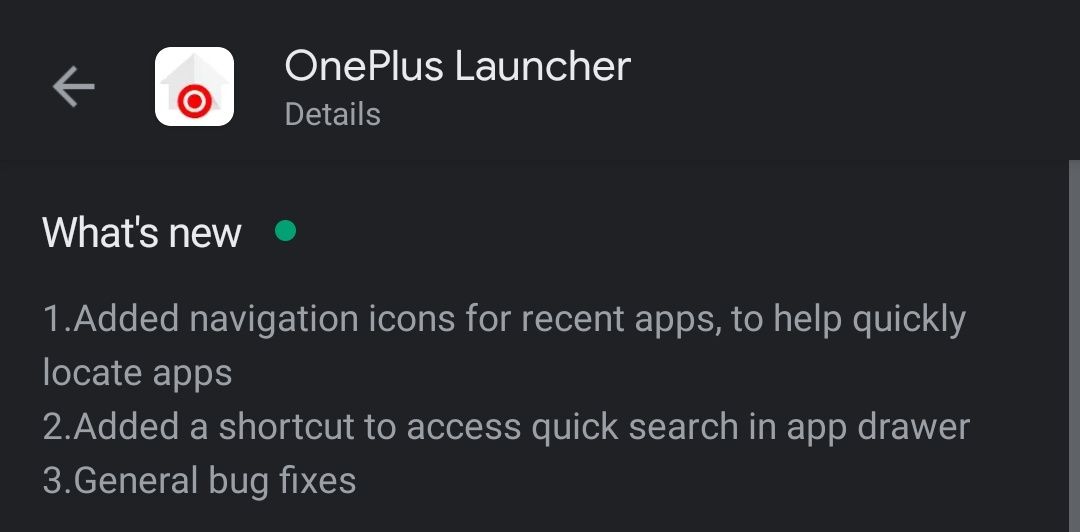 OnePlus Launcher
Details
What's new
1.Added navigation icons for recent apps, to help quickly
locate apps
2.Added a shortcut to access quick search in app drawer
3.General bug fixes